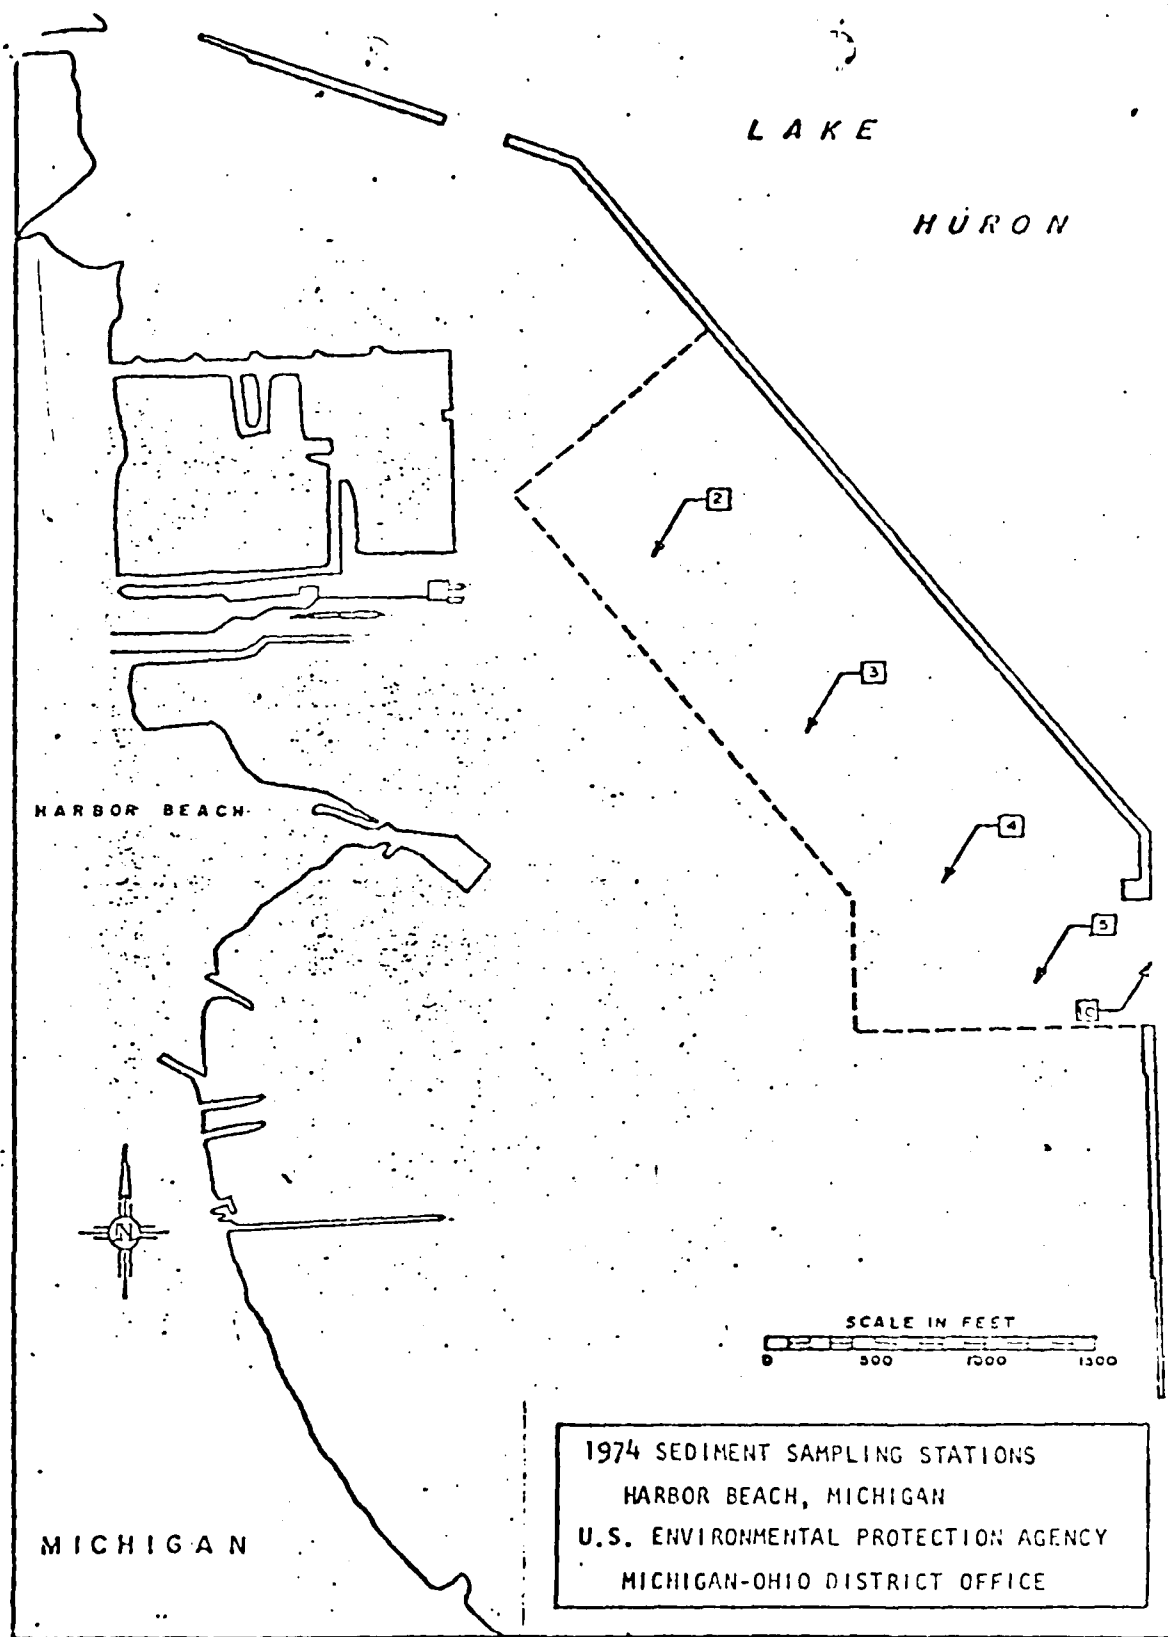 LAKE
HURON
2
3
HARBOR BEACH
4
5
10
N
SCALE IN FEET
0 500 1000 1500
1974 SEDIMENT SAMPLING STATIONS
HARBOR BEACH, MICHIGAN
U.S. ENVIRONMENTAL PROTECTION AGENCY
MICHIGAN-OHIO DISTRICT OFFICE
MICHIGAN